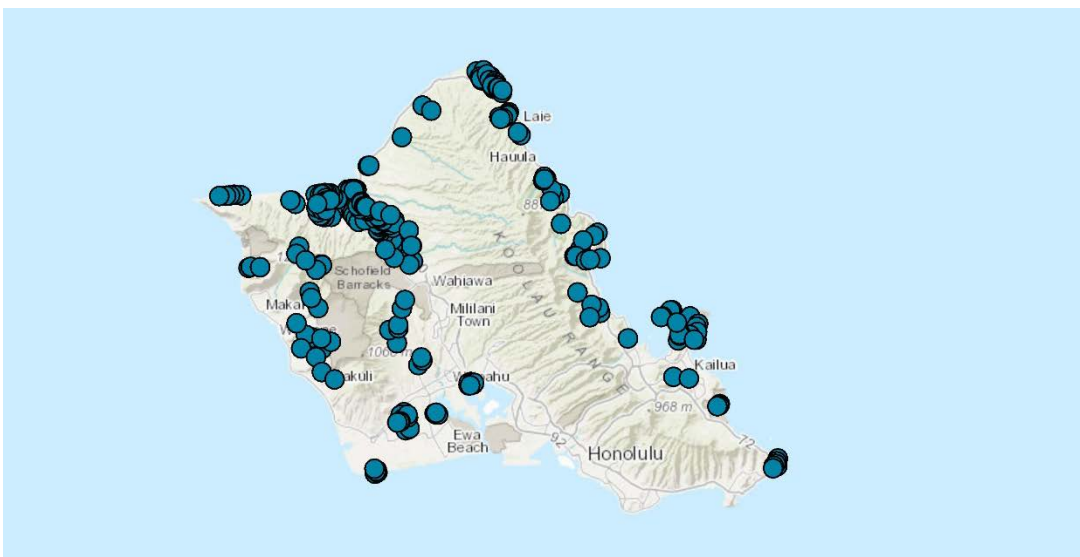 Laie
Hauula
88
KOOLAU RANGE
Schofield
Barracks
Wahiawa
Mililani
Town
Kailua
968 m
72
Ewa
Beach
92
Honolulu